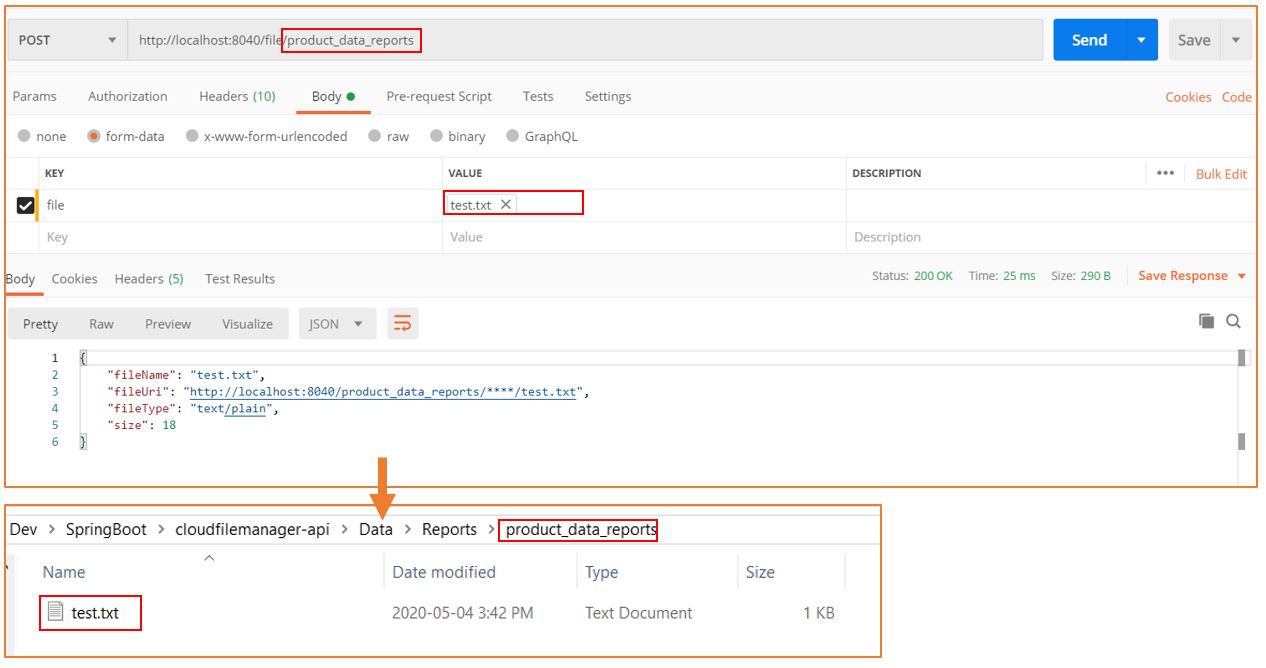 POST http://localhost:8040/file/product_data_reports Send Save
Params Authorization Headers (10) Body Pre-request Script Tests Settings Cookies Code
none form-data x-www-form-urlencoded raw binary GraphQL
KEY VALUE DESCRIPTION ••• Bulk Edit
file test.txt ×
Key Value Description
Body Cookies Headers (5) Test Results Status: 200 OK Time: 25 ms Size: 290 B Save Response
Pretty Raw Preview Visualize JSON
1 {
2 "fileName": "test.txt",
3 "fileUri": "http://localhost:8040/product_data_reports/****/test.txt",
4 "fileType": "text/plain",
5 "size": 18
6 }
Dev > SpringBoot > cloudfilemanager-api > Data > Reports > product_data_reports
Name Date modified Type Size
test.txt 2020-05-04 3:42 PM Text Document 1 KB